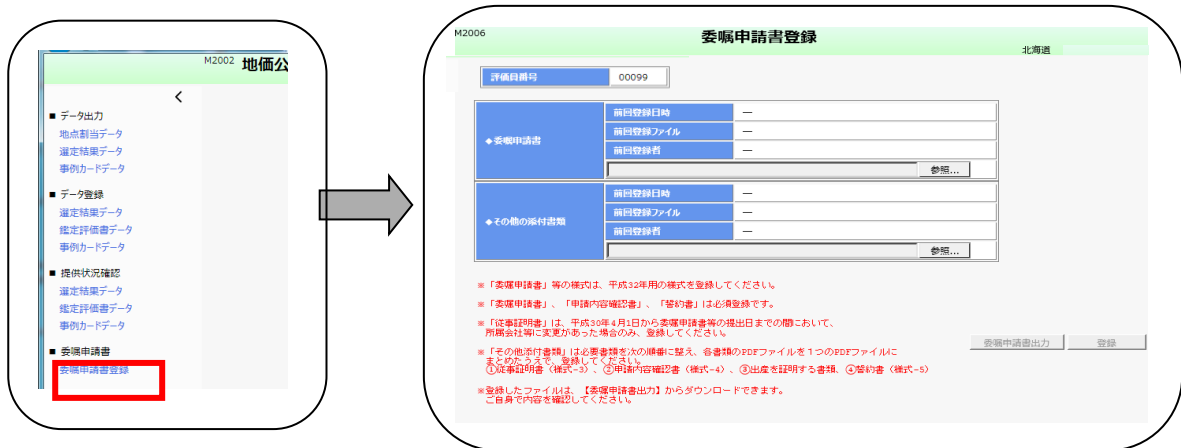 M2002 地価公
<
■ データ出力
地点割当データ
選定結果データ
事例カードデータ
■ データ登録
選定結果データ
鑑定評価書データ
事例カードデータ
■ 提供状況確認
選定結果データ
鑑定評価書データ
事例カードデータ
■ 委嘱申請書
委嘱申請書登録
M2006
委嘱申請書登録
北海道
評価員番号 00099
◆委嘱申請書
前回登録日時 —
前回登録ファイル —
前回登録者 —
参照...
◆その他の添付書類
前回登録日時 —
前回登録ファイル —
前回登録者 —
参照...
※「委嘱申請書」等の様式は、平成32年用の様式を登録してください。
※「委嘱申請書」、「申請内容確認書」、「誓約書」は必須登録です。
※「従事証明書」は、平成30年4月1日から委嘱申請書等の提出日までの間において、
所属会社等に変更があった場合のみ、登録してください。
※「その他添付書類」は必要書類を次の順番に整え、各書類のPDFファイルを1つのPDFファイルに
まとめたうえで、登録してください。
①従事証明書（様式-3）、②申請内容確認書（様式-4）、③出産を証明する書類、④誓約書（様式-5）
※登録したファイルは、【委嘱申請書出力】からダウンロードできます。
ご自身で内容を確認してください。
委嘱申請書出力 登録